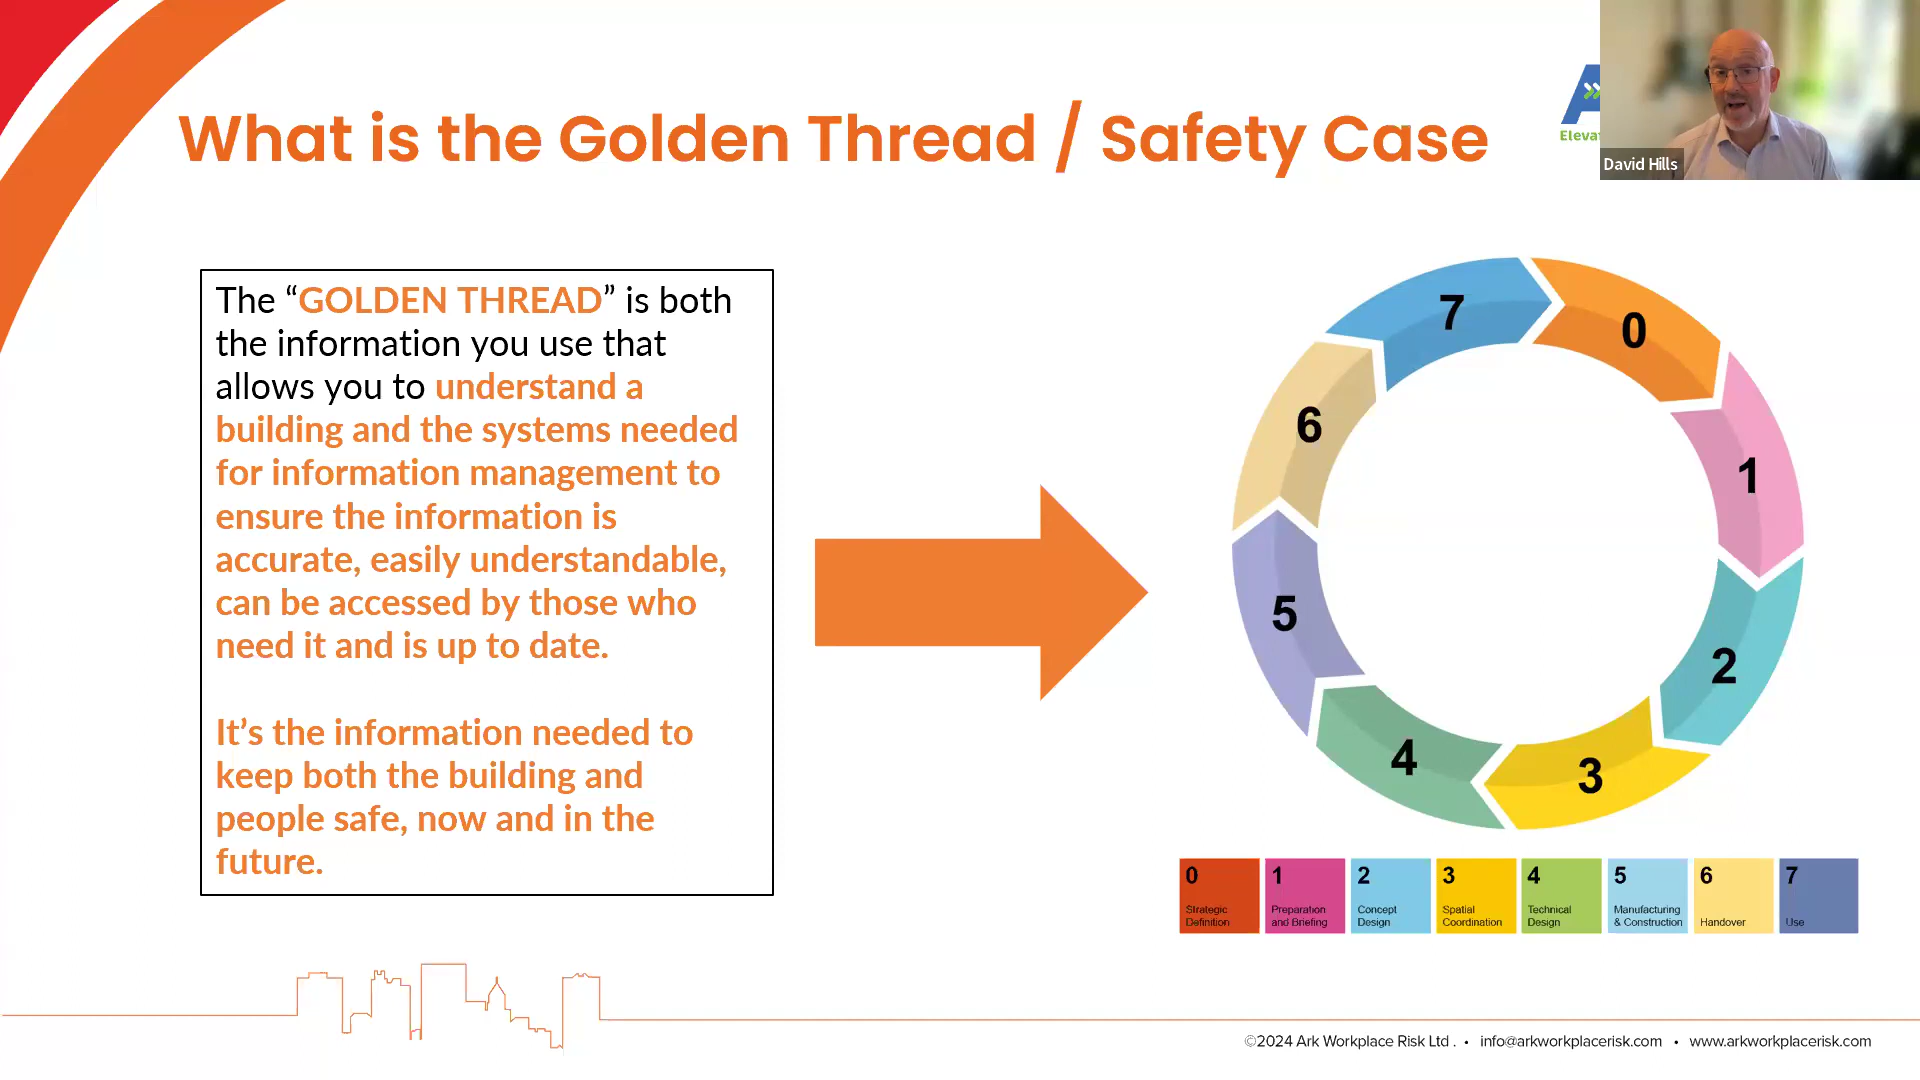 What is the Golden Thread / Safety Case
David Hills
The “GOLDEN THREAD” is both
the information you use that
allows you to understand a
building and the systems needed
for information management to
ensure the information is
accurate, easily understandable,
can be accessed by those who
need it and is up to date.
It’s the information needed to
keep both the building and
people safe, now and in the
future.
7
0
6
1
5
2
4
3
0
Strategic
Definition
1
Preparation
and Briefing
2
Concept
Design
3
Spatial
Coordination
4
Technical
Design
5
Manufacturing
& Construction
6
Handover
7
Use
©2024 Ark Workplace Risk Ltd . • info@arkworkplacerisk.com • www.arkworkplacerisk.com